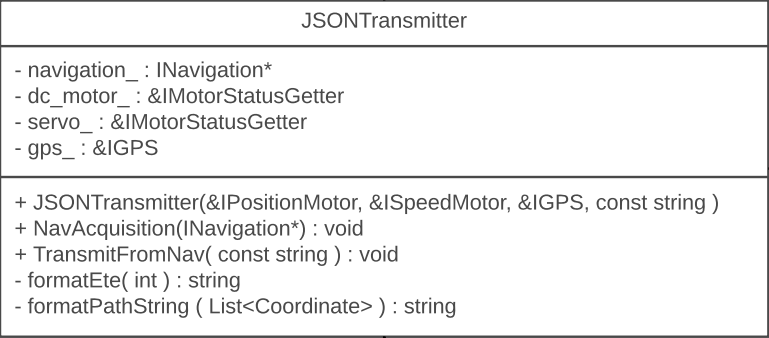 JSONTransmitter
- navigation_ : INavigation*
- dc_motor_ : &IMotorStatusGetter
- servo_ : &IMotorStatusGetter
- gps_ : &IGPS
+ JSONTransmitter(&IPositionMotor, &ISpeedMotor, &IGPS, const string )
+ NavAcquisition(INavigation*) : void
+ TransmitFromNav( const string ) : void
- formatEte( int ) : string
- formatPathString ( List<Coordinate> ) : string